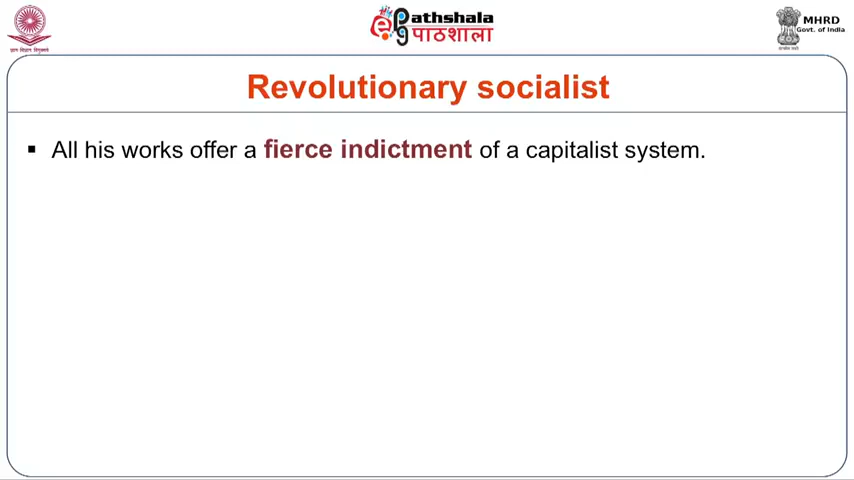 ePathshala
पाठशाला
MHRD
Govt. of India
Revolutionary socialist
▪ All his works offer a fierce indictment of a capitalist system.